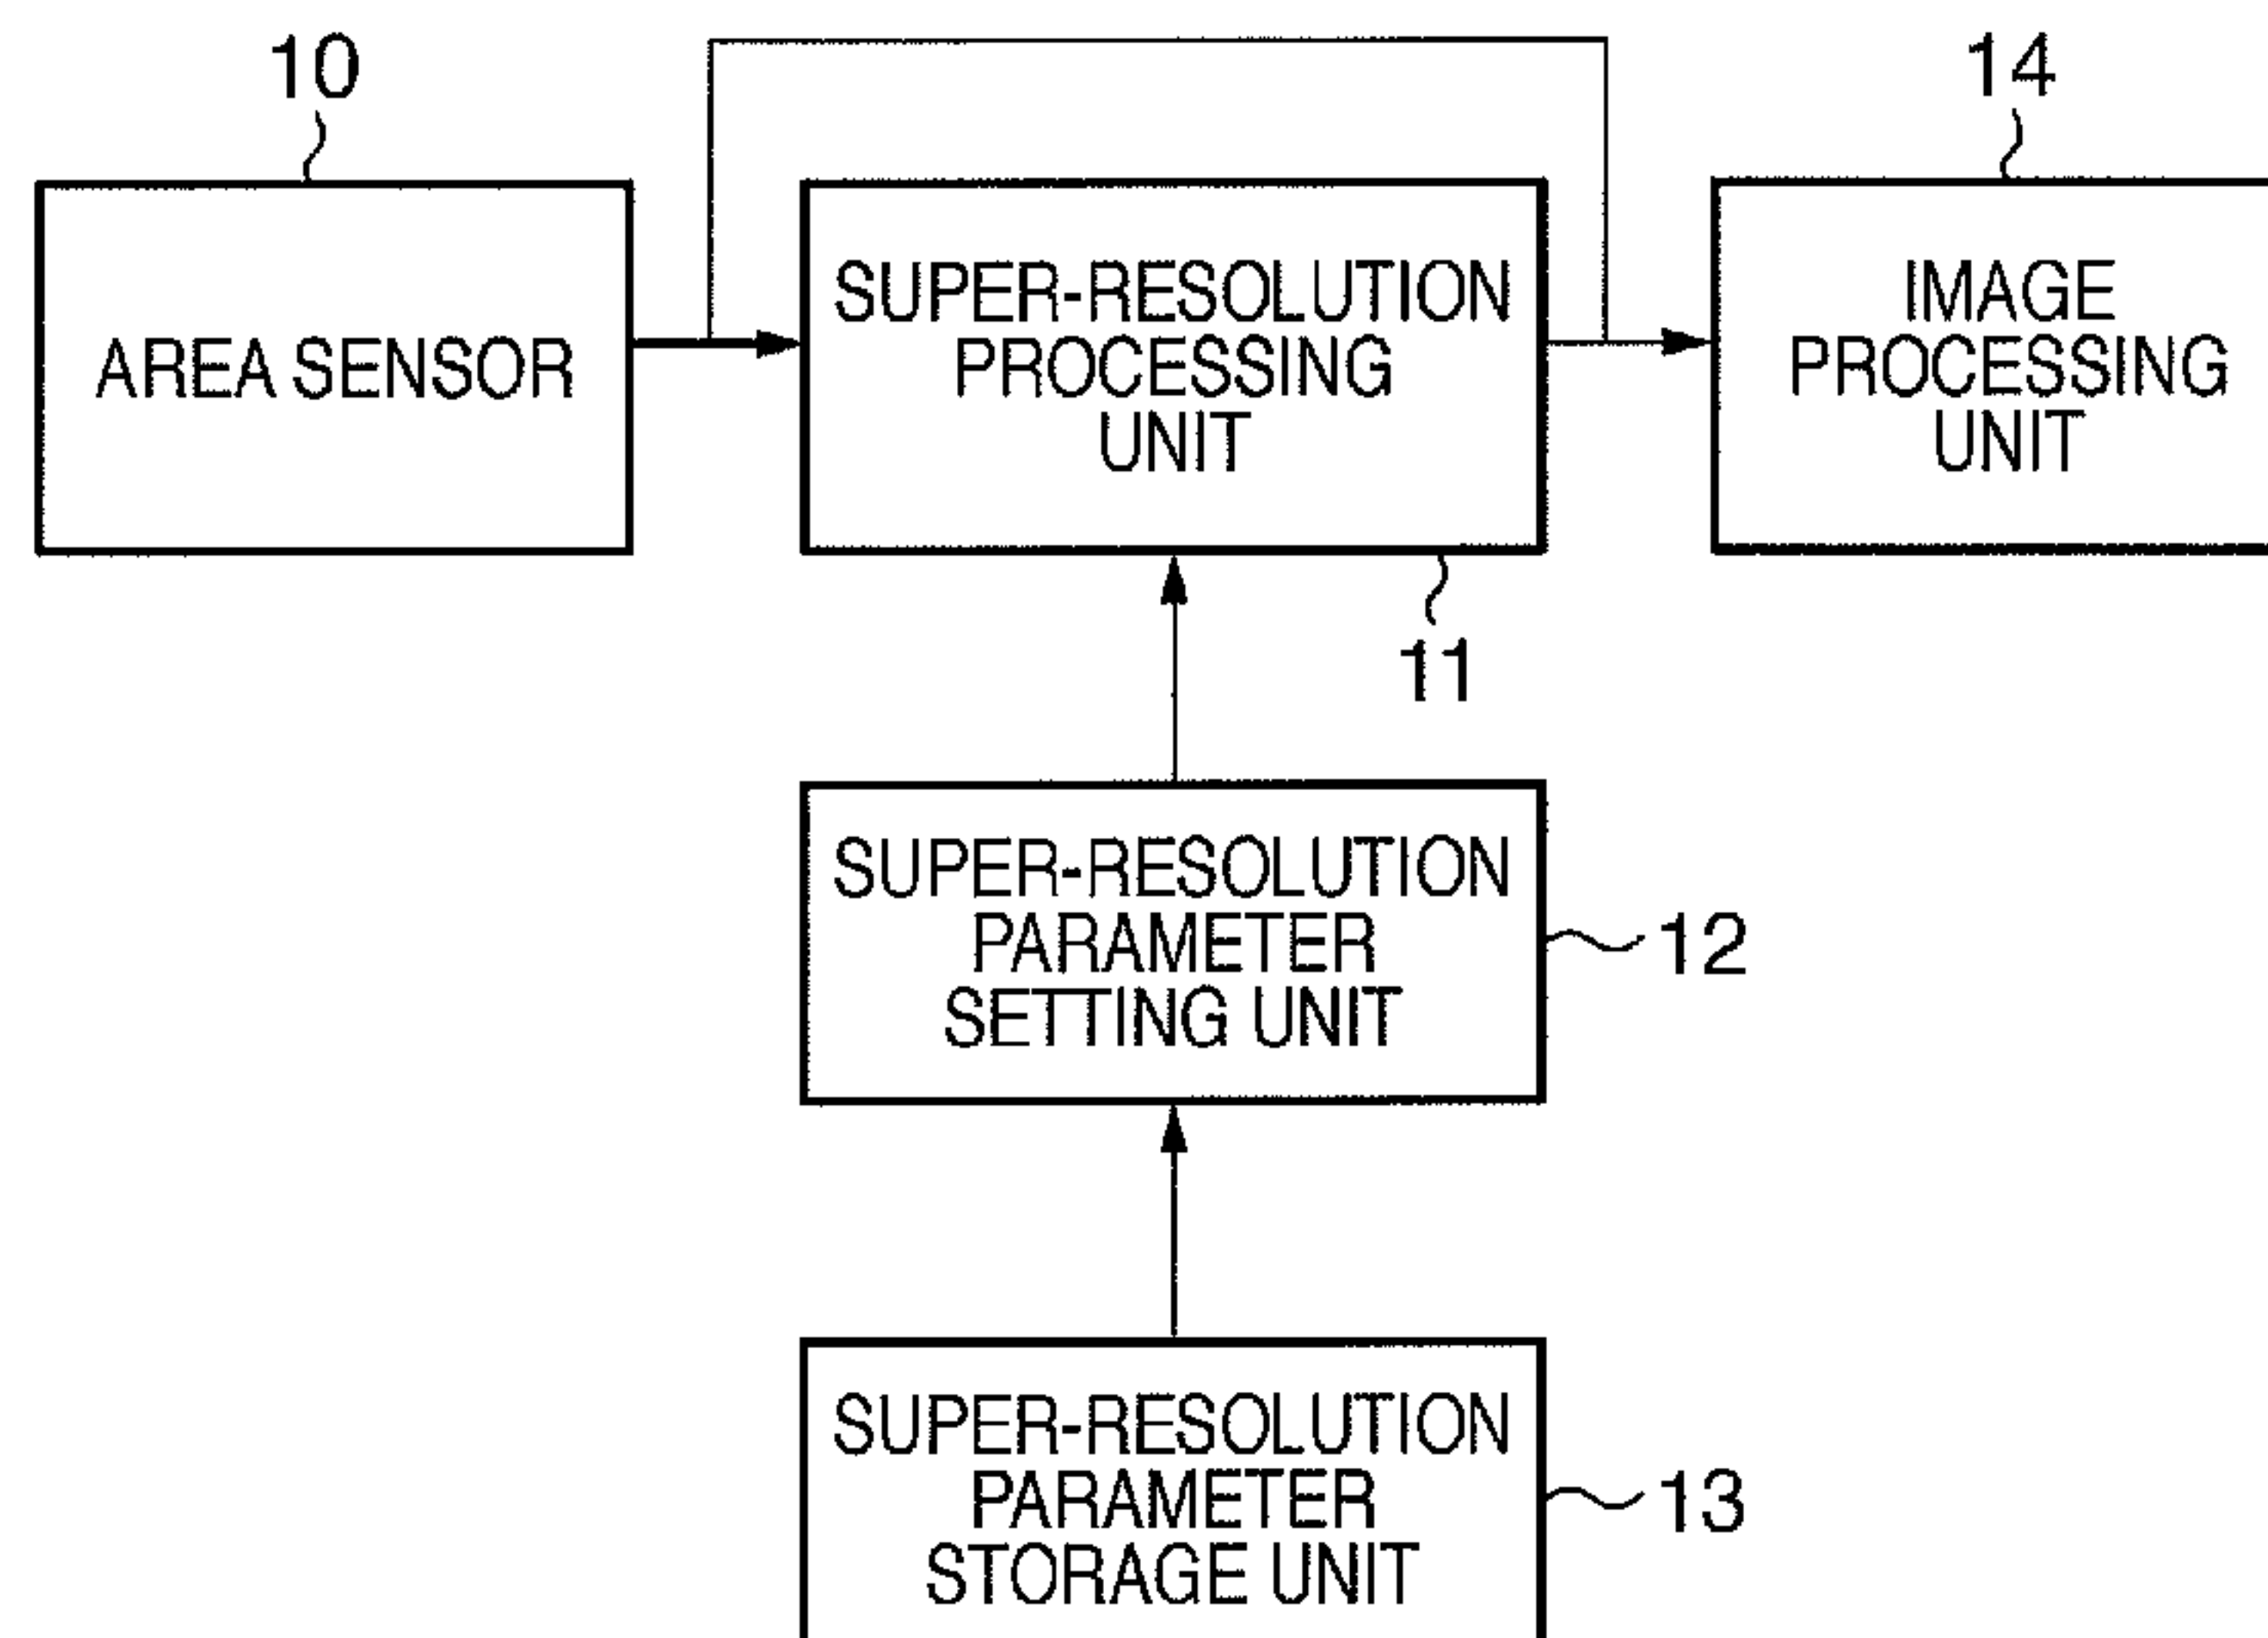 10
14
AREA SENSOR
SUPER-RESOLUTION
PROCESSING
UNIT
IMAGE
PROCESSING
UNIT
11
SUPER-RESOLUTION
PARAMETER
SETTING UNIT
12
SUPER-RESOLUTION
PARAMETER
STORAGE UNIT
13